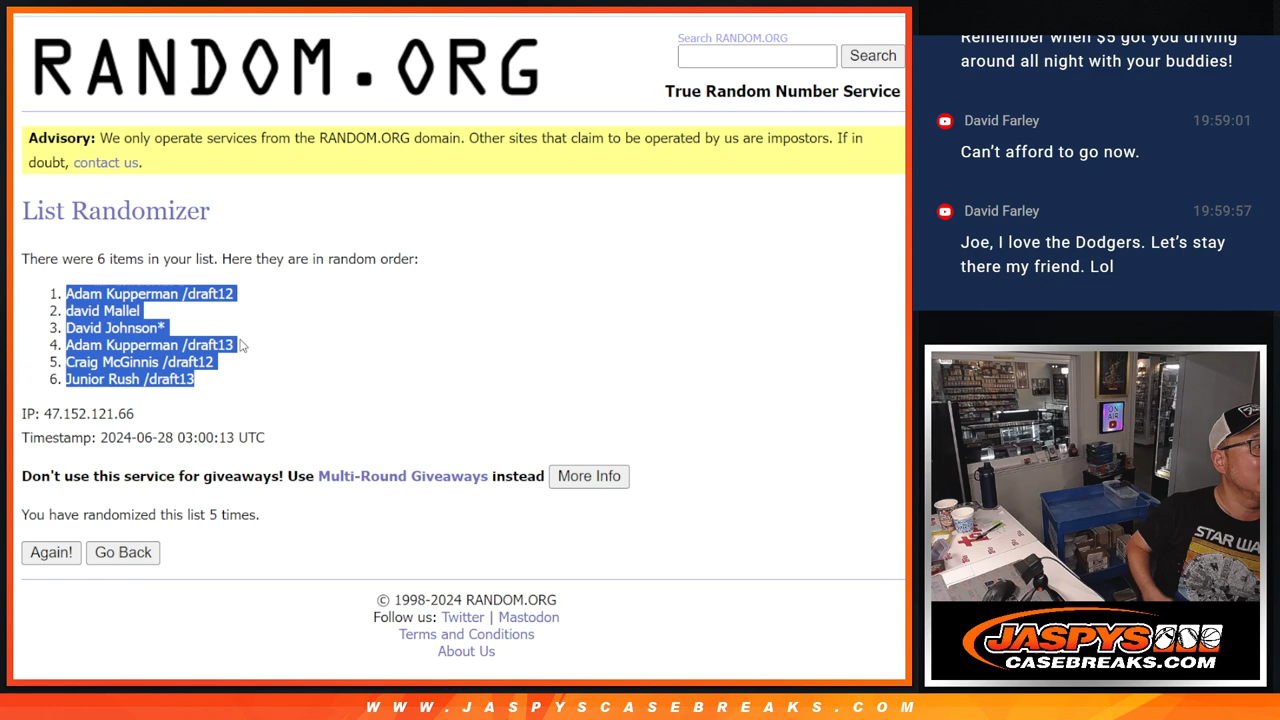 RANDOM.ORG
Search RANDOM.ORG
Search
True Random Number Service
Advisory: We only operate services from the RANDOM.ORG domain. Other sites that claim to be operated by us are impostors. If in
doubt, contact us.
List Randomizer
There were 6 items in your list. Here they are in random order:
1. Adam Kupperman /draft12
2. david Mallel
3. David Johnson*
4. Adam Kupperman /draft13
5. Craig McGinnis /draft12
6. Junior Rush /draft13
IP: 47.152.121.66
Timestamp: 2024-06-28 03:00:13 UTC
Don't use this service for giveaways! Use Multi-Round Giveaways instead More Info
You have randomized this list 5 times.
Again! Go Back
© 1998-2024 RANDOM.ORG
Follow us: Twitter | Mastodon
Terms and Conditions
About Us
Remember when $5 got you driving
around all night with your buddies!
David Farley 19:59:01
Can't afford to go now.
David Farley 19:59:57
Joe, I love the Dodgers. Let's stay
there my friend. Lol
ON
AIR
STAR WA
JASPYS
CASEBREAKS.COM
WWW.JASPYSCASEBREAKS.COM